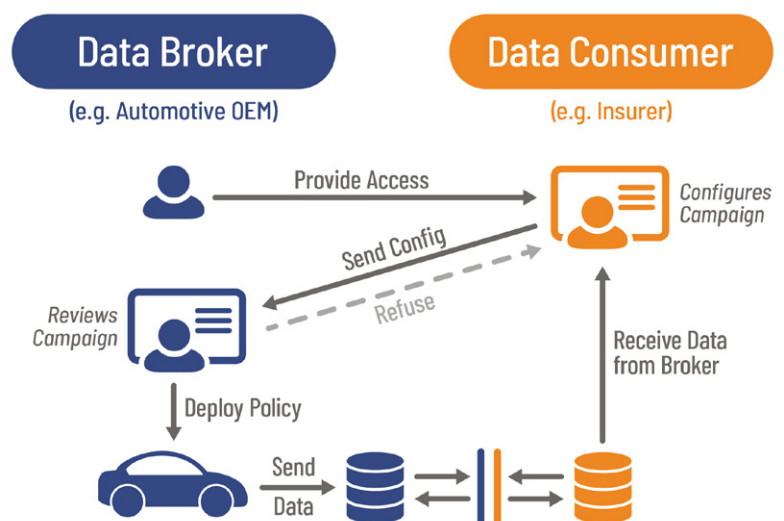 Data Broker
Data Consumer
(e.g. Automotive OEM)
(e.g. Insurer)
Provide Access
Configures
Campaign
Send Config
Refuse
Reviews
Campaign
Receive Data
from Broker
Deploy Policy
Send
Data